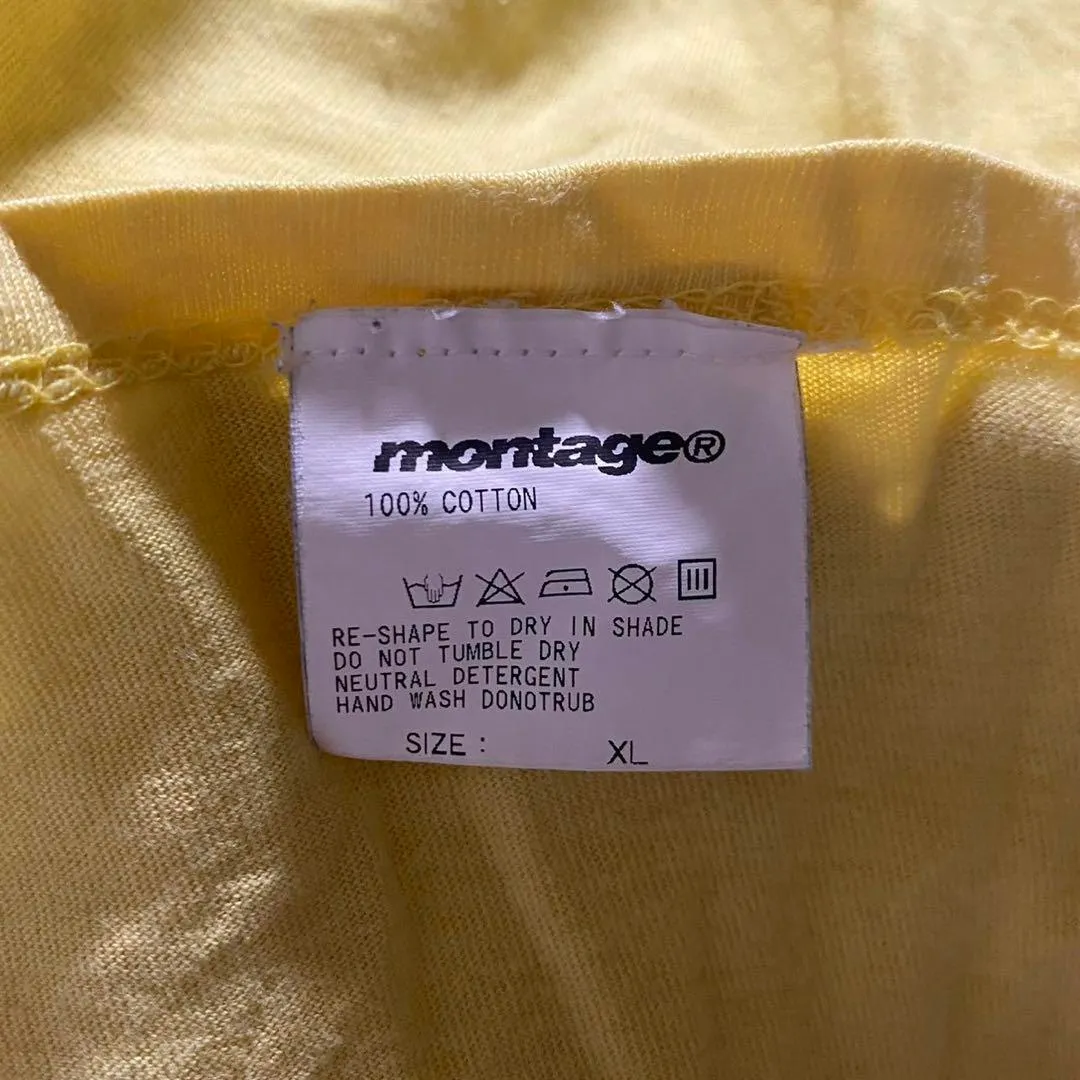 montage®
100% COTTON
RE-SHAPE TO DRY IN SHADE
DO NOT TUMBLE DRY
NEUTRAL DETERGENT
HAND WASH DONOTRUB
SIZE : XL